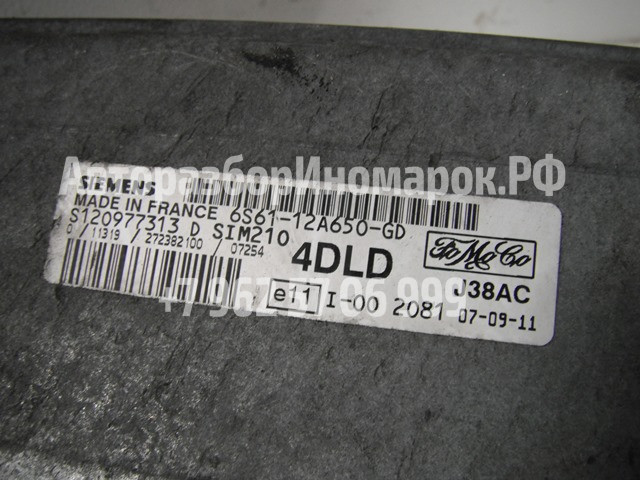 АвторазборИномарок.РФ
SIEMENS
MADE IN FRANCE 6S61-12A650-GD
S120977313 D SIM210
0 / 11319 / 272382100 / 07254
4DLD
FoMoCo
J38AC
e11 I-00 2081 07-09-11
999